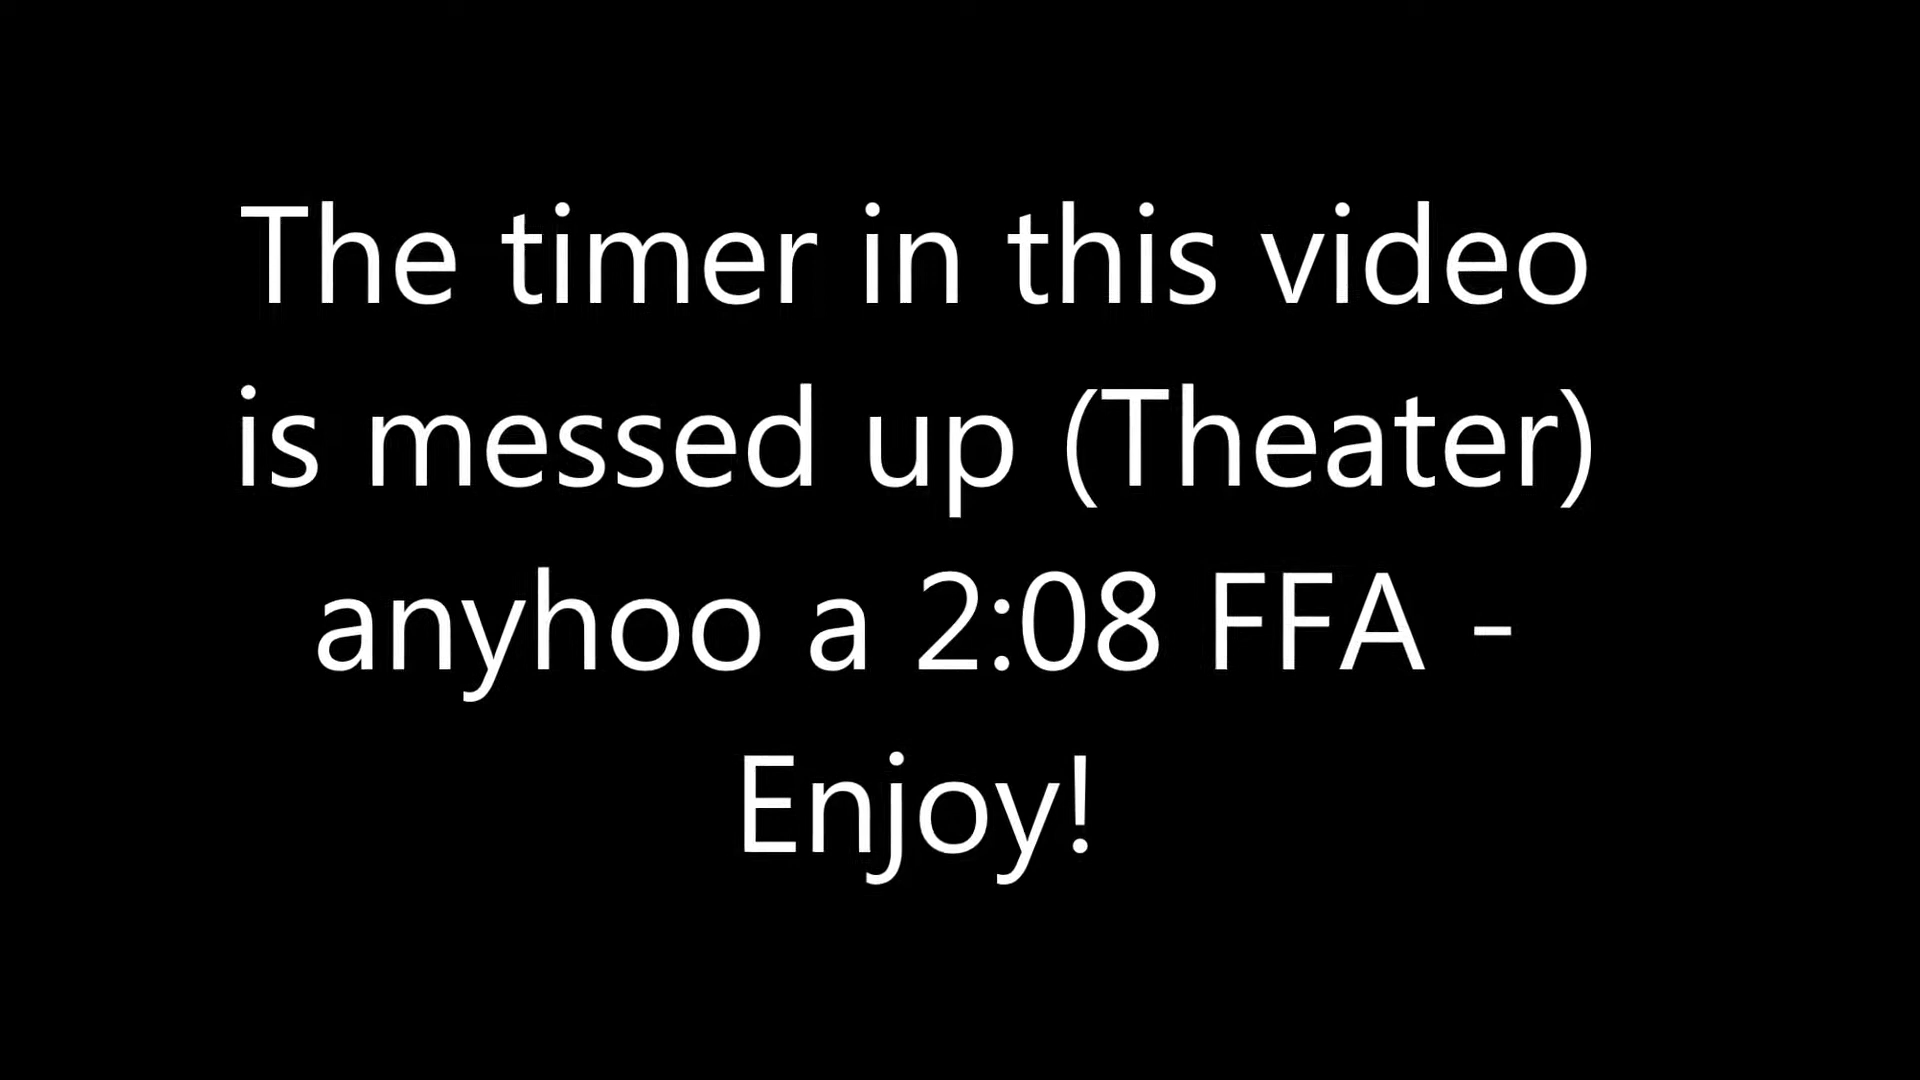 The timer in this video
is messed up (Theater)
anyhoo a 2:08 FFA -
Enjoy!